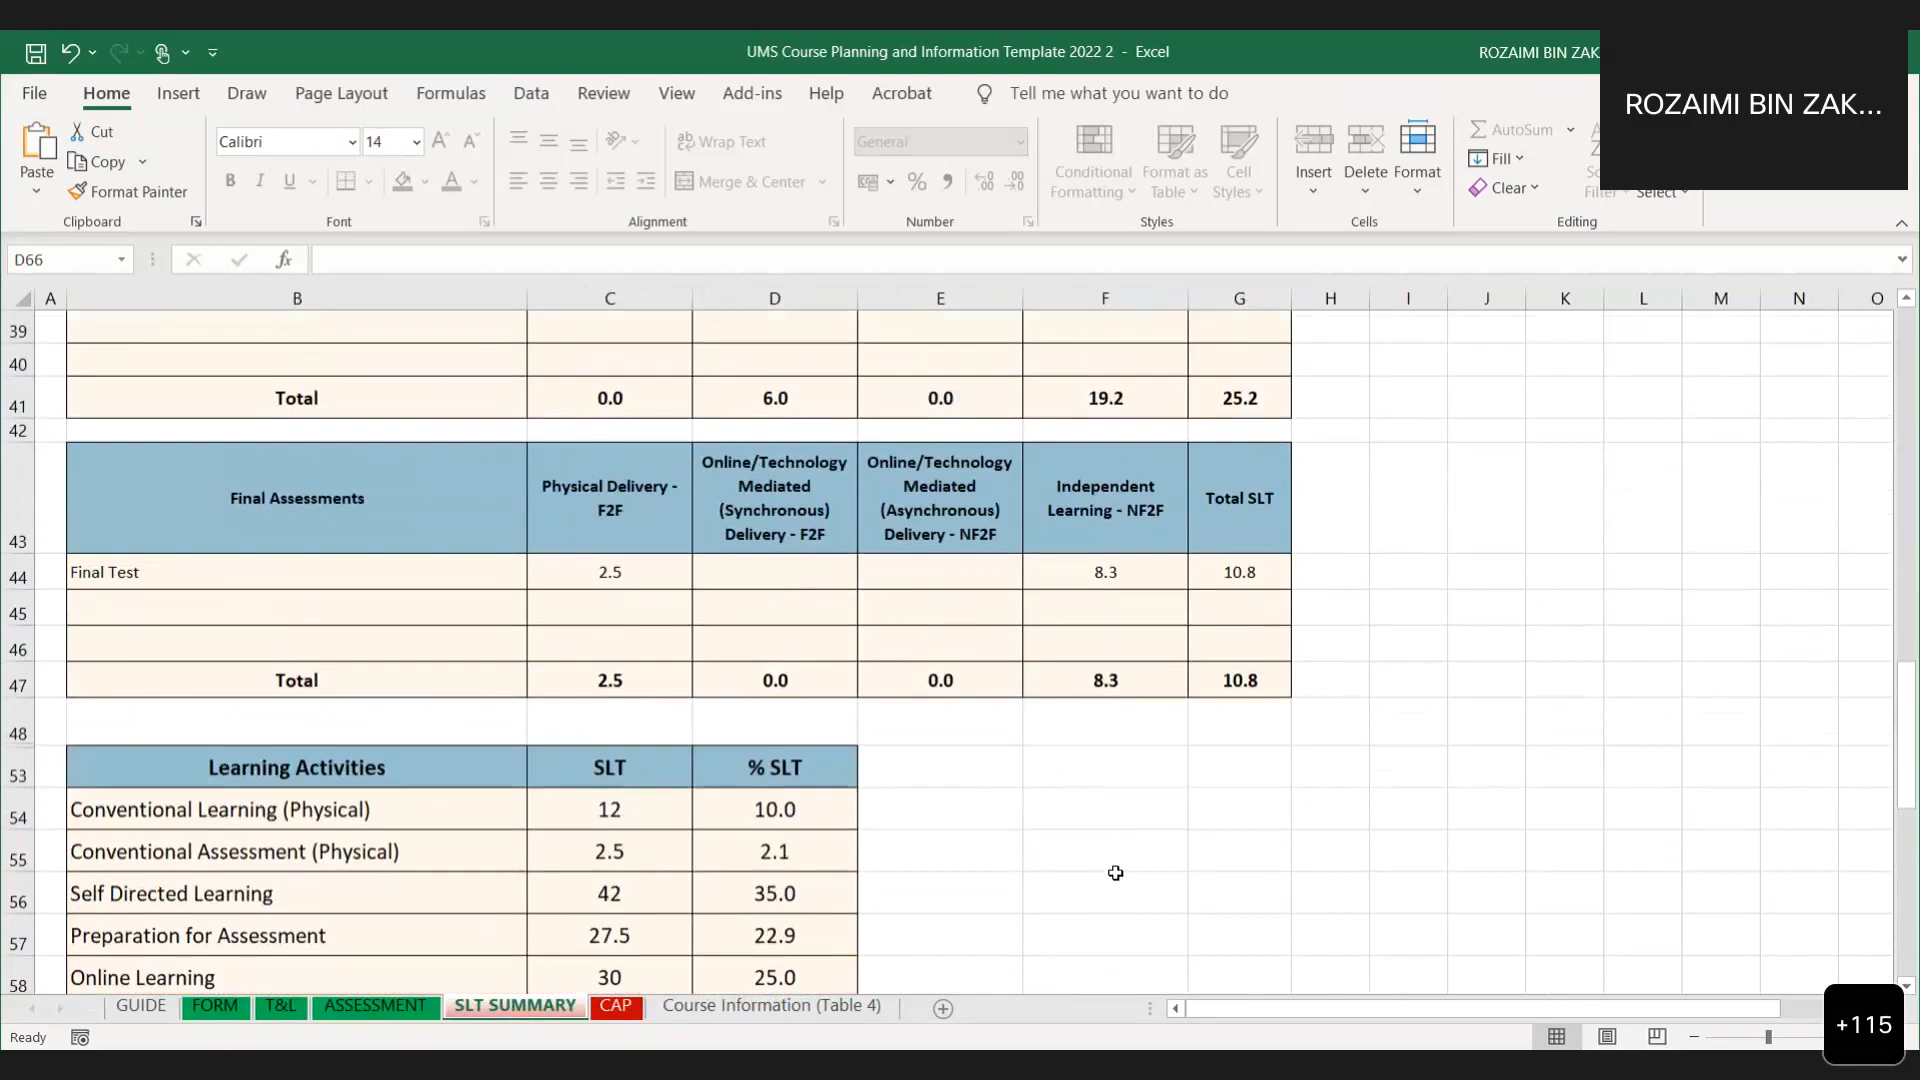 UMS Course Planning and Information Template 2022 2 - Excel
ROZAIMI BIN ZAK
ROZAIMI BIN ZAK...
File Home Insert Draw Page Layout Formulas Data Review View Add-ins Help Acrobat Tell me what you want to do
Paste
Cut
Copy
Format Painter
Clipboard
Calibri 14
B I U
Font
Wrap Text
Merge & Center
Alignment
General
Number
Conditional Formatting
Format as Table
Cell Styles
Styles
Insert Delete Format
Cells
AutoSum
Fill
Clear
Filter
Select
Editing
D66 fx
A B C D E F G H I J K L M N O
39
40
41 Total 0.0 6.0 0.0 19.2 25.2
42
43 Final Assessments
Physical Delivery -
F2F
Online/Technology
Mediated
(Synchronous)
Delivery - F2F
Online/Technology
Mediated
(Asynchronous)
Delivery - NF2F
Independent
Learning - NF2F
Total SLT
44 Final Test 2.5 8.3 10.8
45
46
47 Total 2.5 0.0 0.0 8.3 10.8
48
53 Learning Activities SLT % SLT
54 Conventional Learning (Physical) 12 10.0
55 Conventional Assessment (Physical) 2.5 2.1
56 Self Directed Learning 42 35.0
57 Preparation for Assessment 27.5 22.9
58 Online Learning 30 25.0
GUIDE FORM T&L ASSESSMENT SLT SUMMARY CAP Course Information (Table 4)
Ready
+115